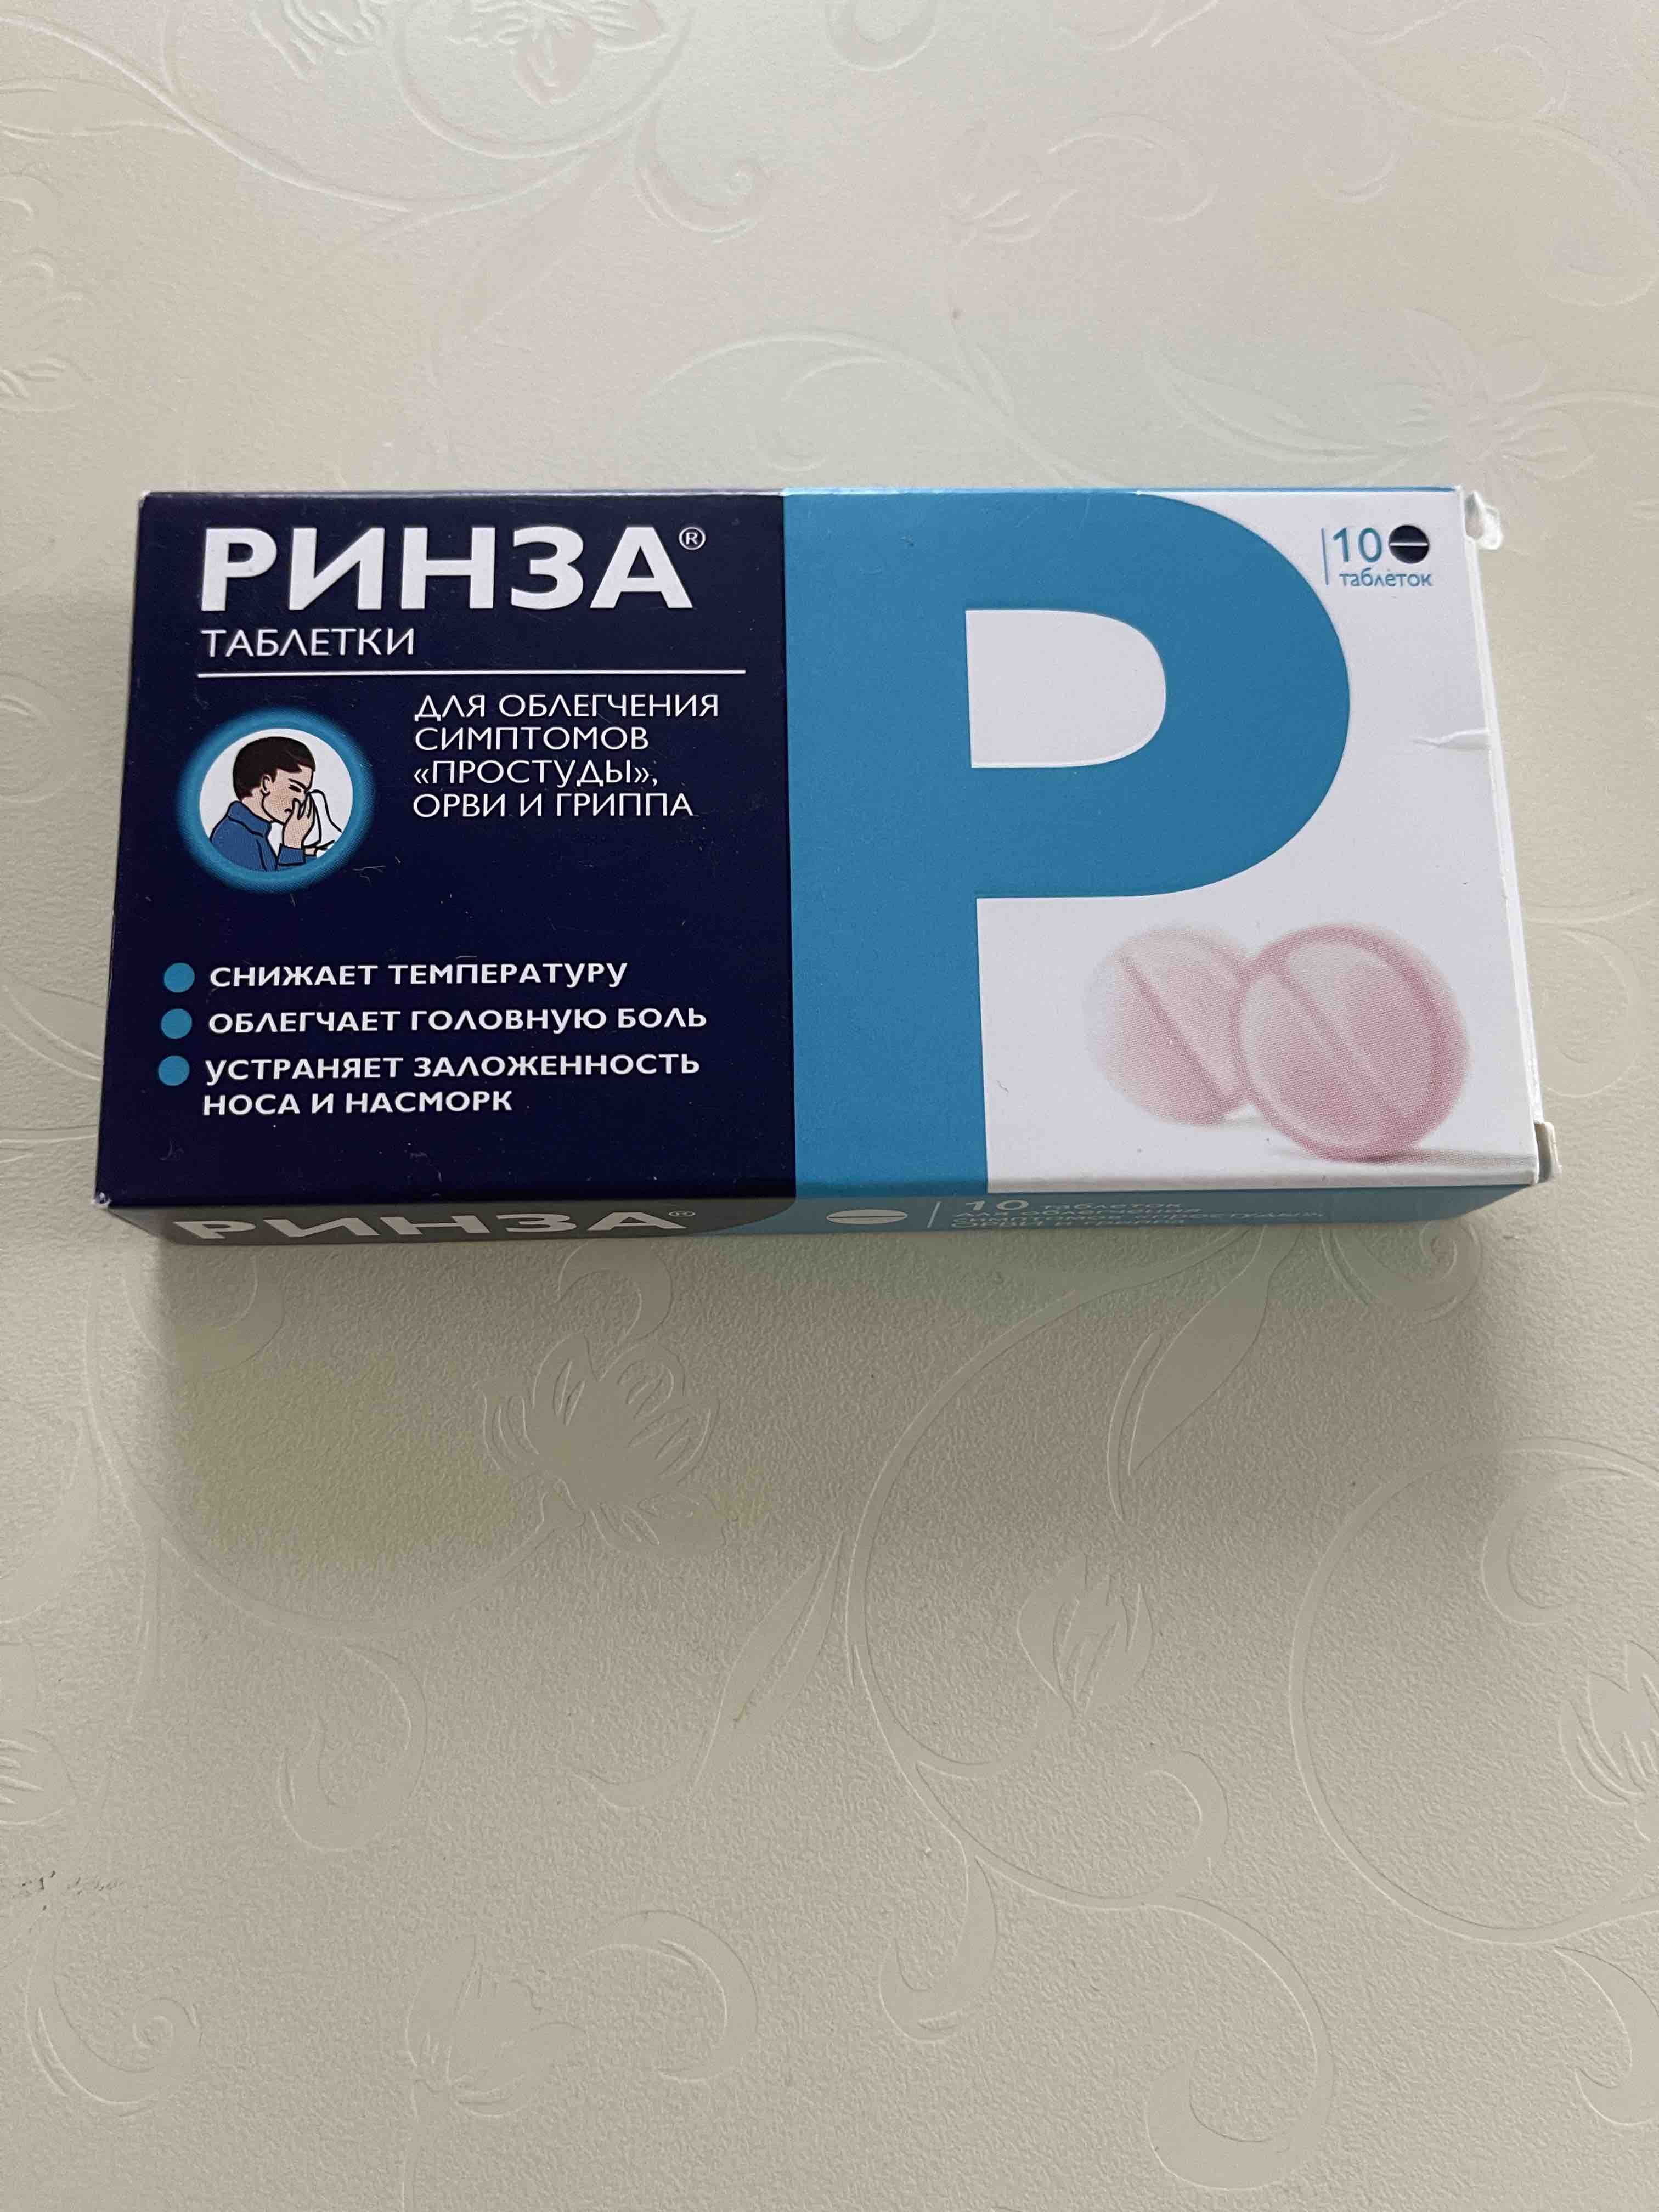 РИНЗА®
ТАБЛЕТКИ
ДЛЯ ОБЛЕГЧЕНИЯ
СИМПТОМОВ
«ПРОСТУДЫ»,
ОРВИ И ГРИППА
СНИЖАЕТ ТЕМПЕРАТУРУ
ОБЛЕГЧАЕТ ГОЛОВНУЮ БОЛЬ
УСТРАНЯЕТ ЗАЛОЖЕННОСТЬ
НОСА И НАСМОРК
Р
10
таблеток
РИНЗА®
10 таблеток